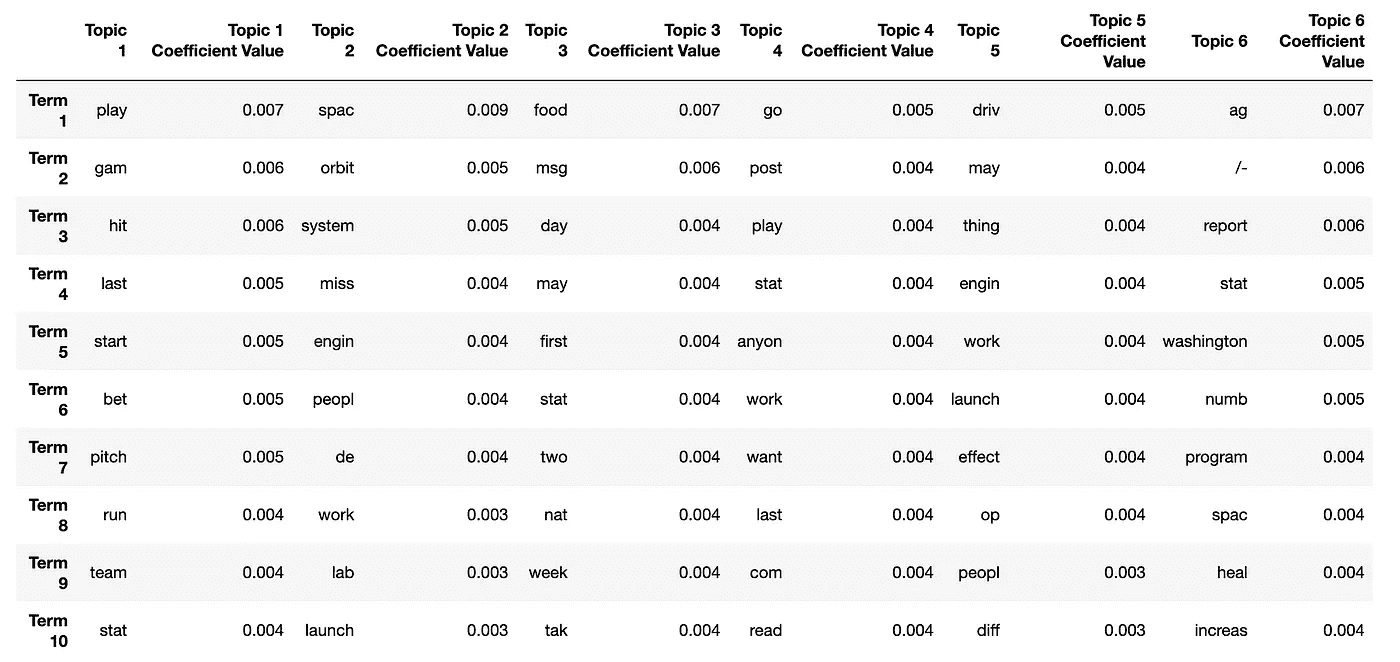 Topic 1 Topic 1 Coefficient Value Topic 2 Topic 2 Coefficient Value Topic 3 Topic 3 Coefficient Value Topic 4 Topic 4 Coefficient Value Topic 5 Topic 5 Coefficient Value Topic 6 Topic 6 Coefficient Value
Term 1 play 0.007 spac 0.009 food 0.007 go 0.005 driv 0.005 ag 0.007
Term 2 gam 0.006 orbit 0.005 msg 0.006 post 0.004 may 0.004 /- 0.006
Term 3 hit 0.006 system 0.005 day 0.004 play 0.004 thing 0.004 report 0.006
Term 4 last 0.005 miss 0.004 may 0.004 stat 0.004 engin 0.004 stat 0.005
Term 5 start 0.005 engin 0.004 first 0.004 anyon 0.004 work 0.004 washington 0.005
Term 6 bet 0.005 peopl 0.004 stat 0.004 work 0.004 launch 0.004 numb 0.005
Term 7 pitch 0.005 de 0.004 two 0.004 want 0.004 effect 0.004 program 0.004
Term 8 run 0.004 work 0.003 nat 0.004 last 0.004 op 0.004 spac 0.004
Term 9 team 0.004 lab 0.003 week 0.004 com 0.004 peopl 0.003 heal 0.004
Term 10 stat 0.004 launch 0.003 tak 0.004 read 0.004 diff 0.003 increas 0.004